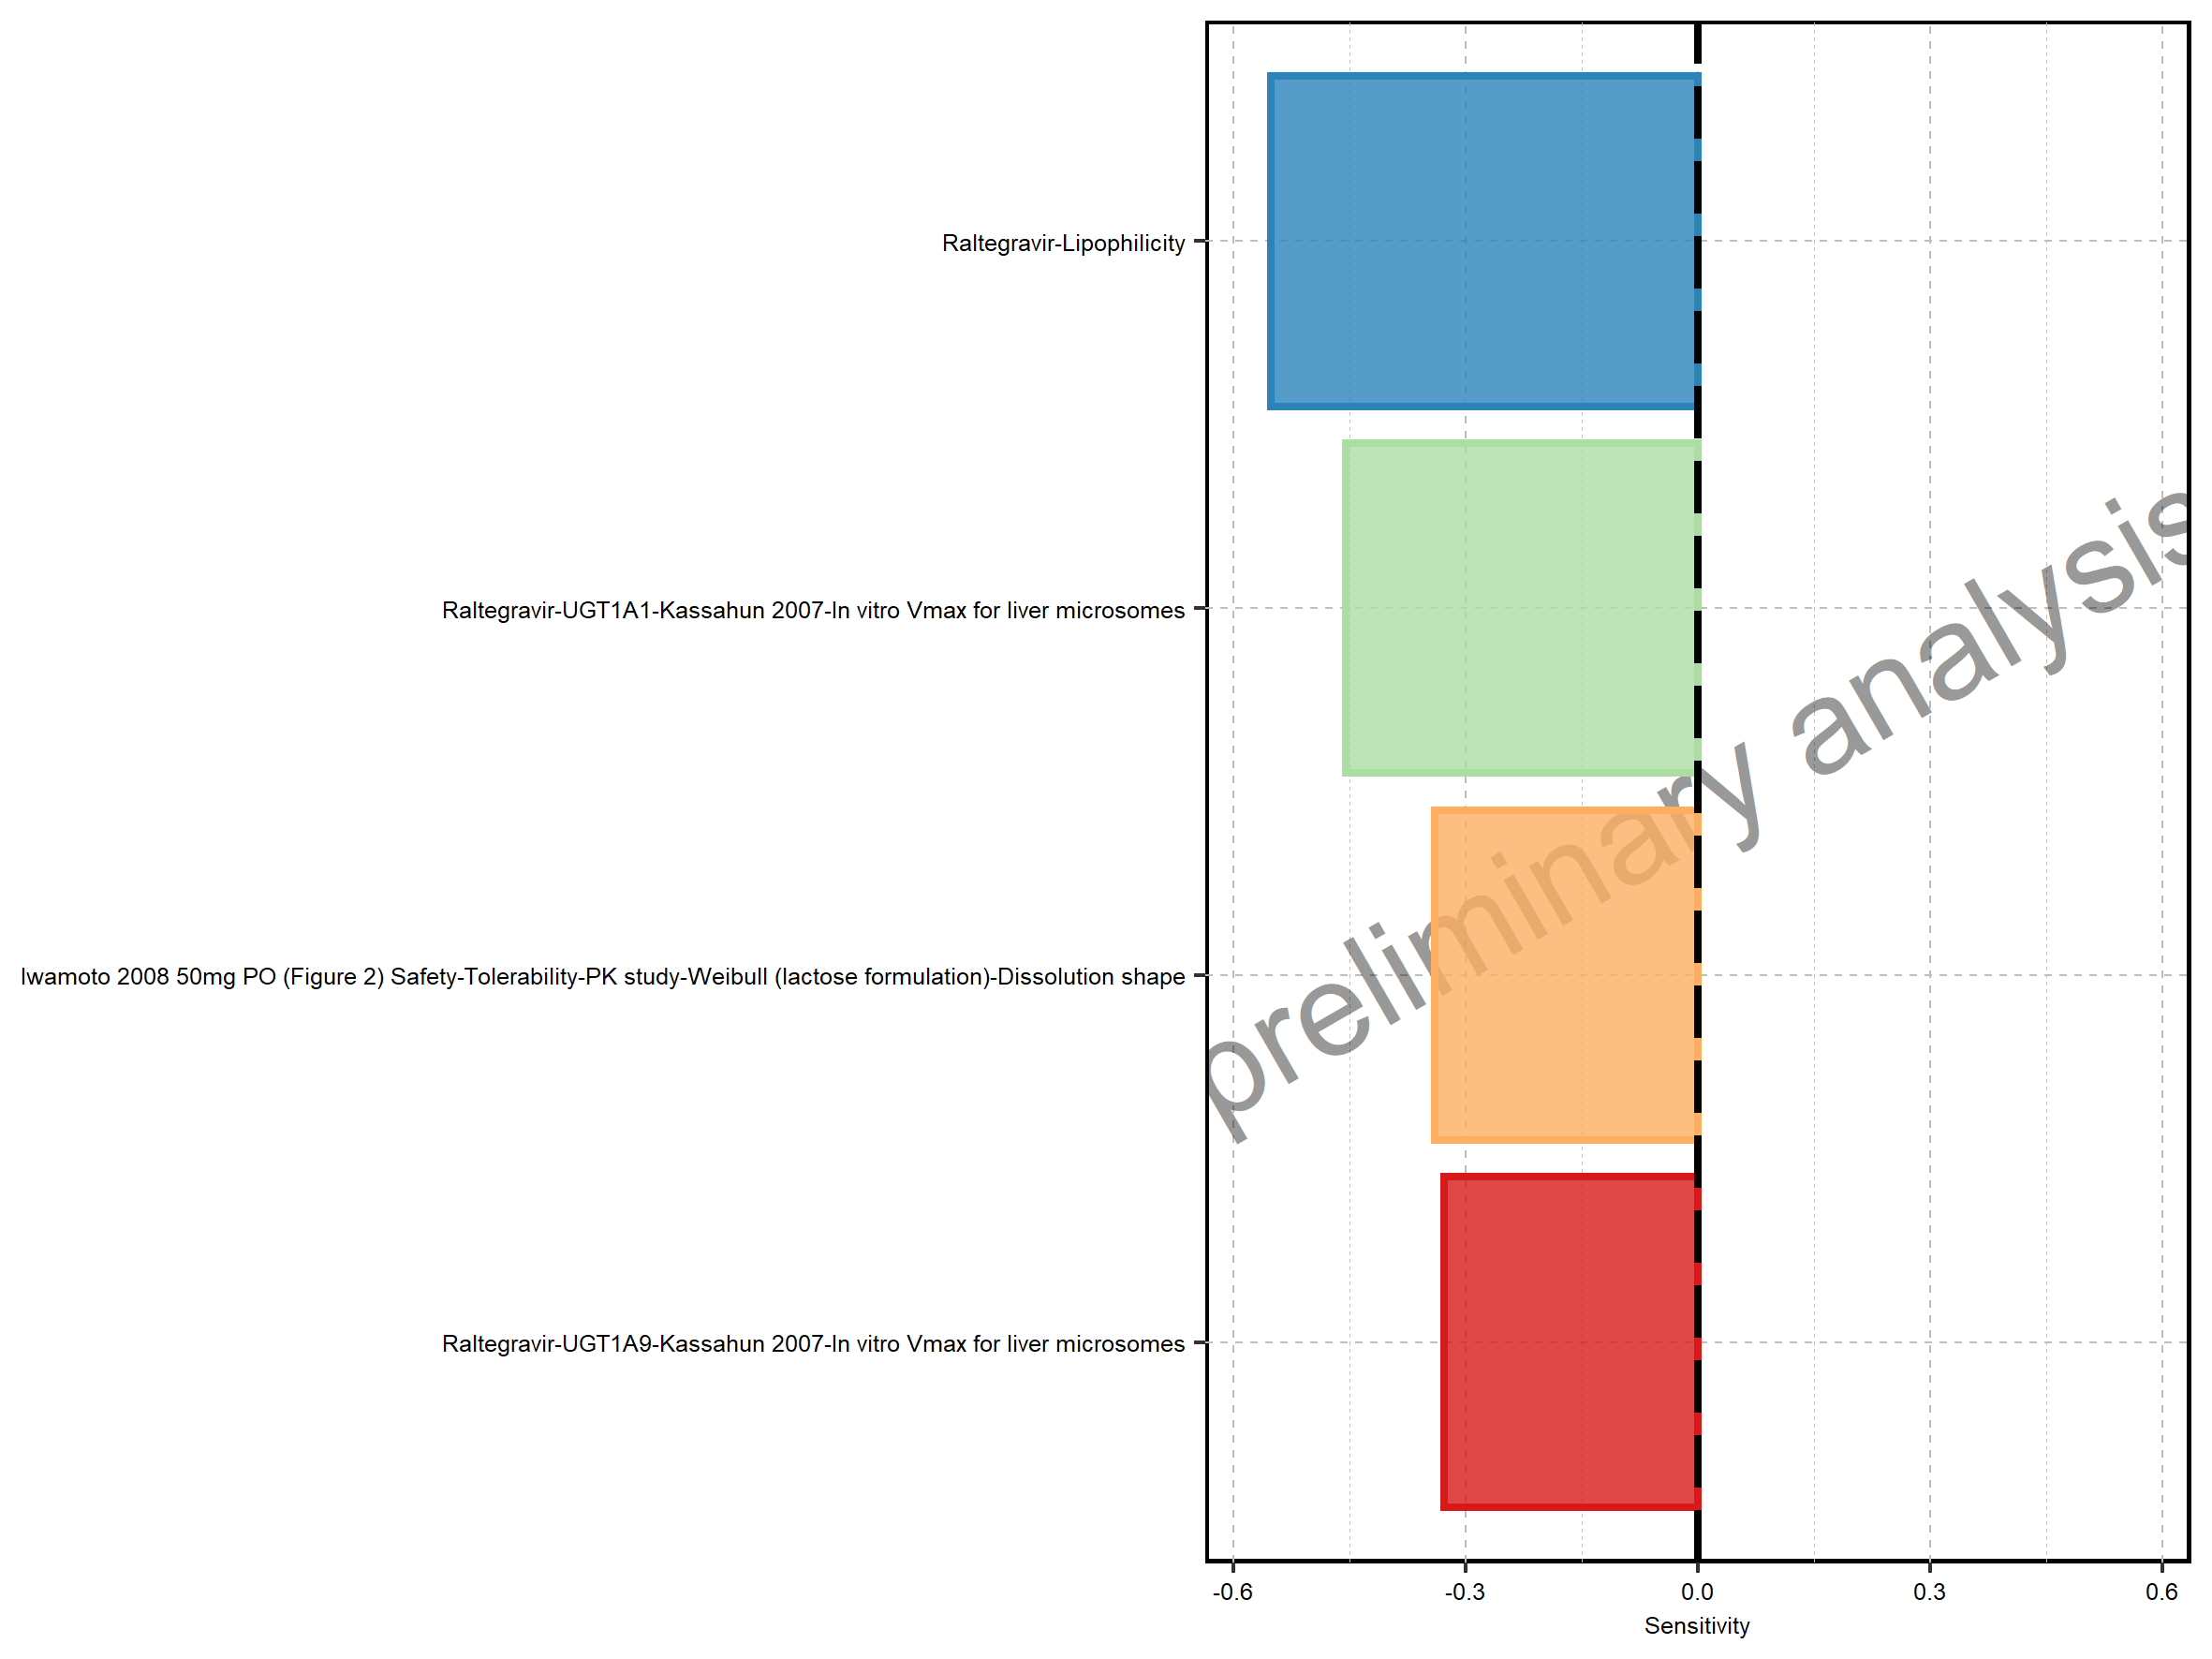 Raltegravir-Lipophilicity
Raltegravir-UGT1A1-Kassahun 2007-In vitro Vmax for liver microsomes
Iwamoto 2008 50mg PO (Figure 2) Safety-Tolerability-PK study-Weibull (lactose formulation)-Dissolution shape
Raltegravir-UGT1A9-Kassahun 2007-In vitro Vmax for liver microsomes
preliminary analysis
-0.6 -0.3 0.0 0.3 0.6
Sensitivity